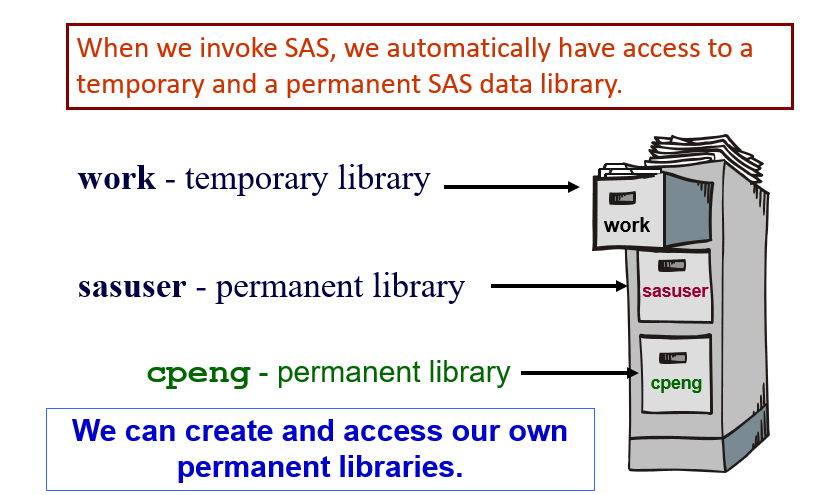 When we invoke SAS, we automatically have access to a
temporary and a permanent SAS data library.
work - temporary library
work
sasuser - permanent library
sasuser
cpeng - permanent library
cpeng
We can create and access our own
permanent libraries.